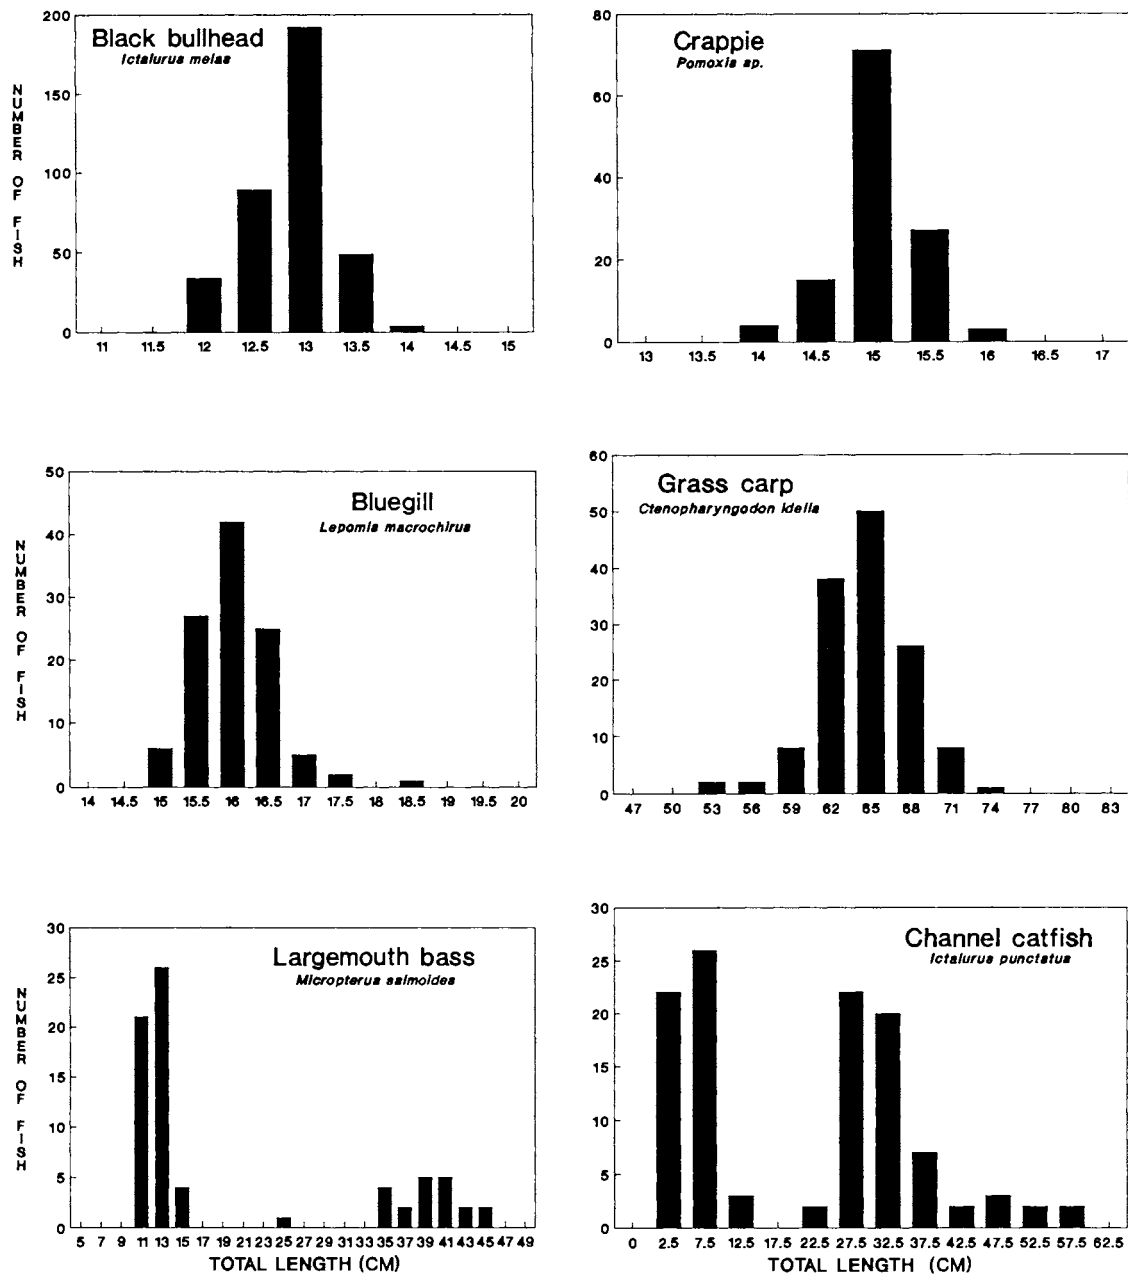 Black bullhead
Ictalurus melas
NUMBER OF FISH
200
150
100
50
0
11 11.5 12 12.5 13 13.5 14 14.5 15
Crappie
Pomoxis sp.
80
60
40
20
0
13 13.5 14 14.5 15 15.5 16 16.5 17
Bluegill
Lepomis macrochirus
NUMBER OF FISH
50
40
30
20
10
0
14 14.5 15 15.5 16 16.5 17 17.5 18 18.5 19 19.5 20
Grass carp
Ctenopharyngodon idella
60
50
40
30
20
10
0
47 50 53 56 59 62 65 68 71 74 77 80 83
Largemouth bass
Micropterus salmoides
NUMBER OF FISH
30
25
20
15
10
5
0
5 7 9 11 13 15 17 19 21 23 25 27 29 31 33 35 37 39 41 43 45 47 49
TOTAL LENGTH (CM)
Channel catfish
Ictalurus punctatus
30
25
20
15
10
5
0
0 2.5 7.5 12.5 17.5 22.5 27.5 32.5 37.5 42.5 47.5 52.5 57.5 62.5
TOTAL LENGTH (CM)